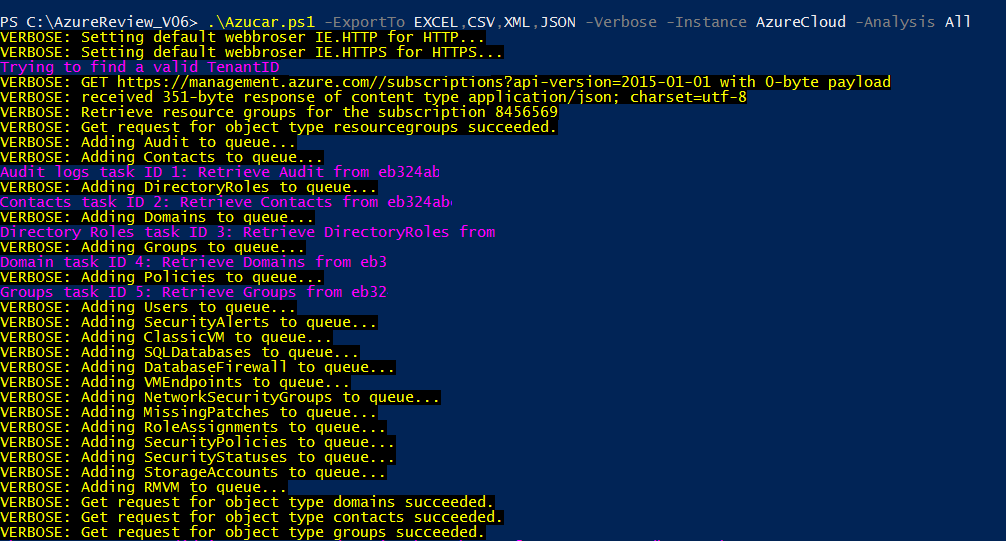 PS C:\AzureReview_V06> .\Azucar.ps1 -ExportTo EXCEL,CSV,XML,JSON -Verbose -Instance AzureCloud -Analysis All
VERBOSE: Setting default webbroser IE.HTTP for HTTP...
VERBOSE: Setting default webbroser IE.HTTPS for HTTPS...
Trying to find a valid TenantID
VERBOSE: GET https://management.azure.com//subscriptions?api-version=2015-01-01 with 0-byte payload
VERBOSE: received 351-byte response of content type application/json; charset=utf-8
VERBOSE: Retrieve resource groups for the subscription 8456569
VERBOSE: Get request for object type resourcegroups succeeded.
VERBOSE: Adding Audit to queue...
VERBOSE: Adding Contacts to queue...
Audit logs task ID 1: Retrieve Audit from eb324ab
VERBOSE: Adding DirectoryRoles to queue...
Contacts task ID 2: Retrieve Contacts from eb324ab
VERBOSE: Adding Domains to queue...
Directory Roles task ID 3: Retrieve DirectoryRoles from
VERBOSE: Adding Groups to queue...
Domain task ID 4: Retrieve Domains from eb3
VERBOSE: Adding Policies to queue...
Groups task ID 5: Retrieve Groups from eb32
VERBOSE: Adding Users to queue...
VERBOSE: Adding SecurityAlerts to queue...
VERBOSE: Adding ClassicVM to queue...
VERBOSE: Adding SQLDatabases to queue...
VERBOSE: Adding DatabaseFirewall to queue...
VERBOSE: Adding VMEndpoints to queue...
VERBOSE: Adding NetworkSecurityGroups to queue...
VERBOSE: Adding MissingPatches to queue...
VERBOSE: Adding RoleAssignments to queue...
VERBOSE: Adding SecurityPolicies to queue...
VERBOSE: Adding SecurityStatuses to queue...
VERBOSE: Adding StorageAccounts to queue...
VERBOSE: Adding RMVM to queue...
VERBOSE: Get request for object type domains succeeded.
VERBOSE: Get request for object type contacts succeeded.
VERBOSE: Get request for object type groups succeeded.